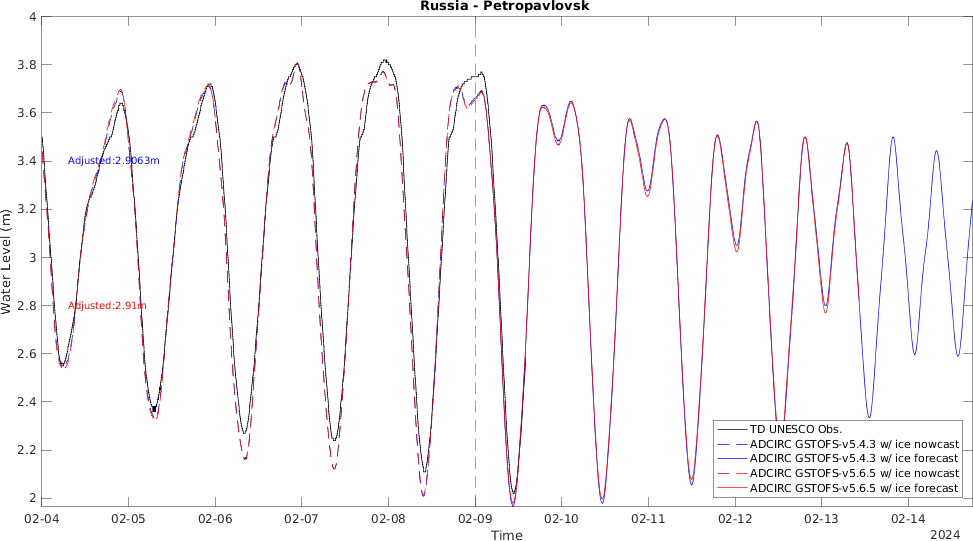 Russia - Petropavlovsk
4
3.8
3.6
3.4
3.2
3
2.8
2.6
2.4
2.2
2
Water Level (m)
Adjusted:2.9063m
Adjusted:2.91m
TD UNESCO Obs.
ADCIRC GSTOFS-v5.4.3 w/ ice nowcast
ADCIRC GSTOFS-v5.4.3 w/ ice forecast
ADCIRC GSTOFS-v5.6.5 w/ ice nowcast
ADCIRC GSTOFS-v5.6.5 w/ ice forecast
02-04 02-05 02-06 02-07 02-08 02-09 02-10 02-11 02-12 02-13 02-14
Time
2024